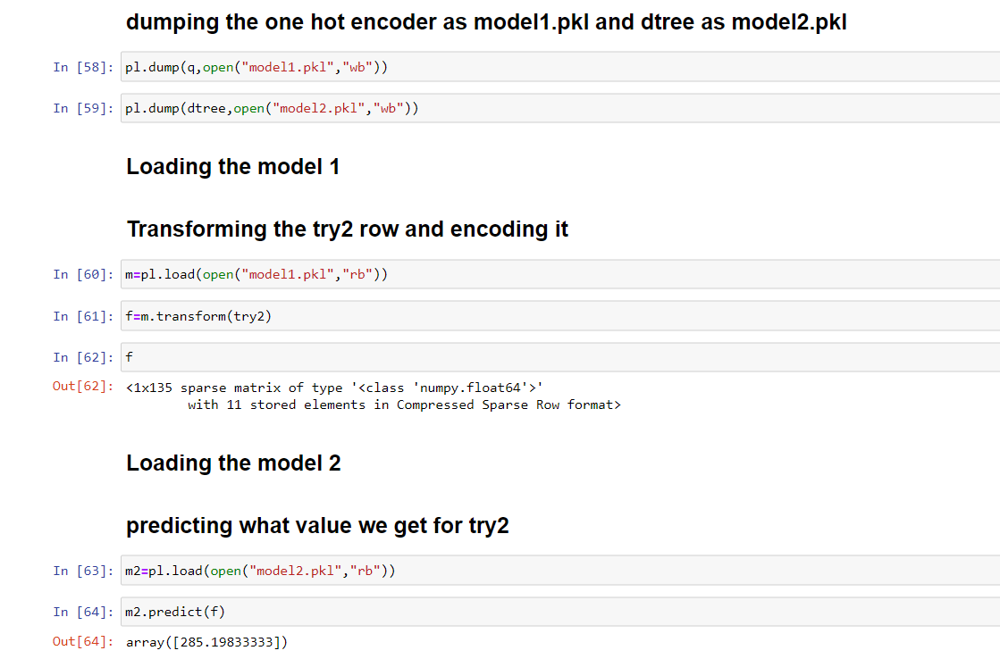 dumping the one hot encoder as model1.pkl and dtree as model2.pkl
In [58]: pl.dump(q,open("model1.pkl","wb"))
In [59]: pl.dump(dtree,open("model2.pkl","wb"))
Loading the model 1
Transforming the try2 row and encoding it
In [60]: m=pl.load(open("model1.pkl","rb"))
In [61]: f=m.transform(try2)
In [62]: f
Out[62]: <1x135 sparse matrix of type '<class 'numpy.float64'>'
with 11 stored elements in Compressed Sparse Row format>
Loading the model 2
predicting what value we get for try2
In [63]: m2=pl.load(open("model2.pkl","rb"))
In [64]: m2.predict(f)
Out[64]: array([285.19833333])